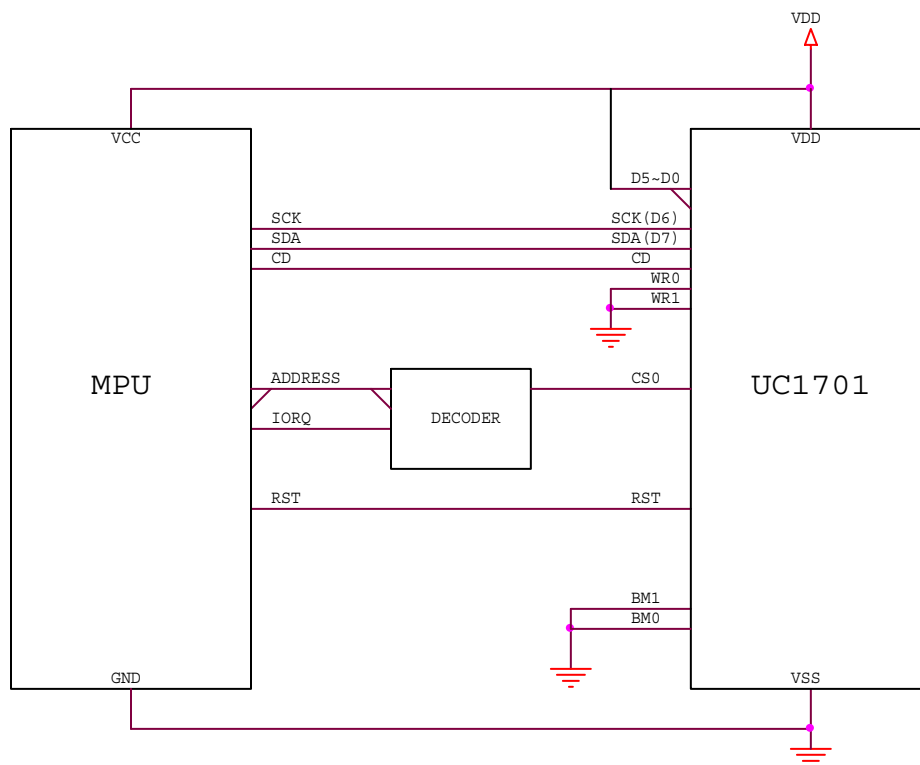 VDD
VCC
VDD
D5~D0
SCK SCK(D6)
SDA SDA(D7)
CD CD
WR0
WR1
ADDRESS CS0
MPU UC1701
IORQ DECODER
RST RST
BM1
BM0
GND VSS